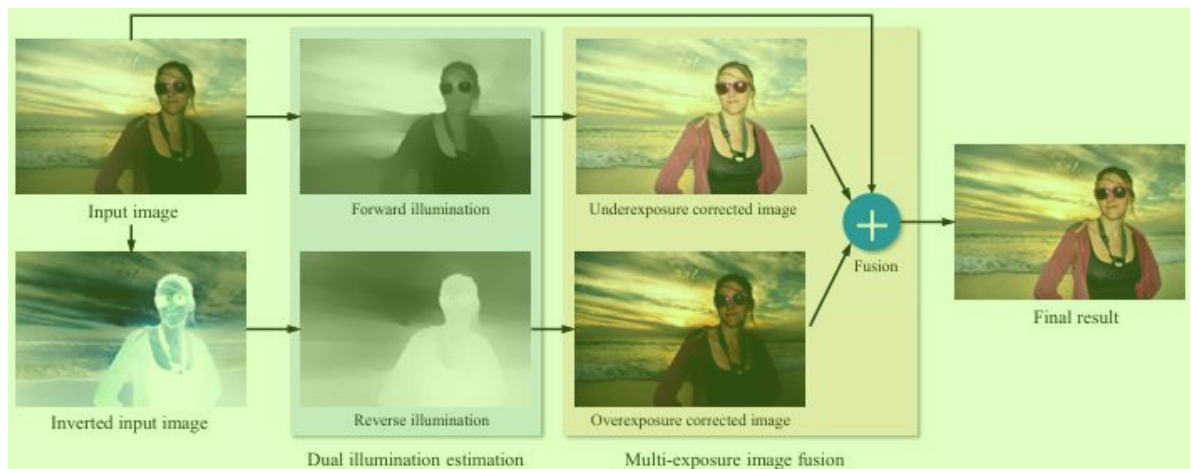 Input image
Forward illumination
Underexposure corrected image
Fusion
Final result
Inverted input image
Reverse illumination
Overexposure corrected image
Dual illumination estimation
Multi-exposure image fusion